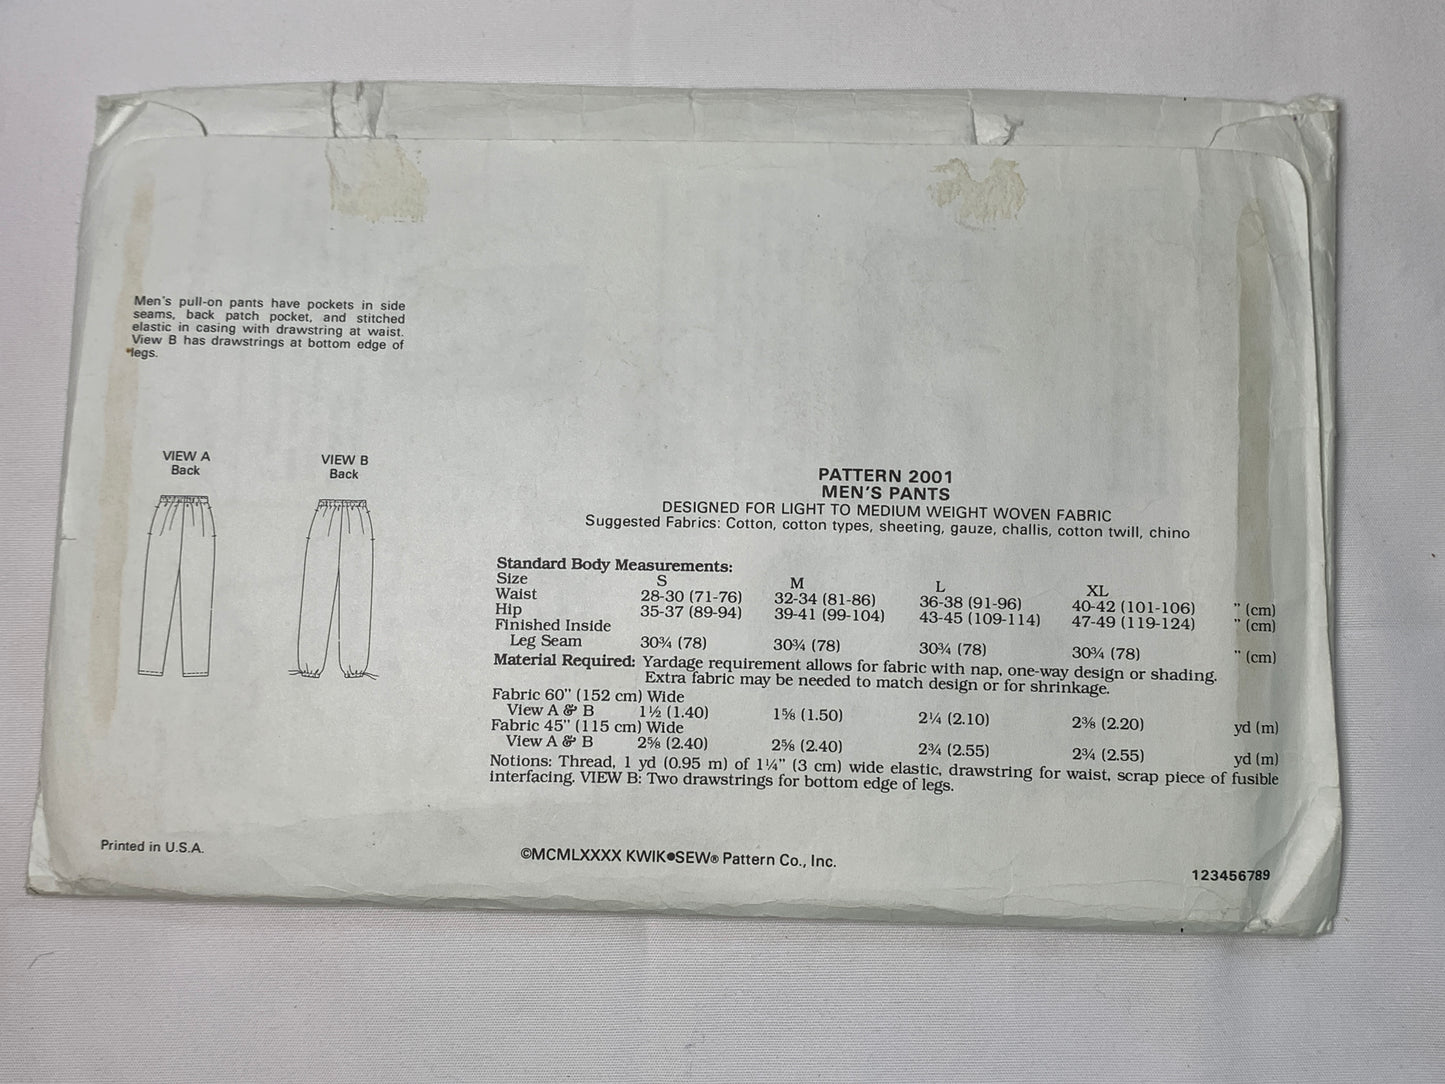 Men's pull-on pants have pockets in side
seams, back patch pocket, and stitched
elastic in casing with drawstring at waist.
View B has drawstrings at bottom edge of
legs.
VIEW A
Back
VIEW B
Back
PATTERN 2001
MEN'S PANTS
DESIGNED FOR LIGHT TO MEDIUM WEIGHT WOVEN FABRIC
Suggested Fabrics: Cotton, cotton types, sheeting, gauze, challis, cotton twill, chino
Standard Body Measurements:
Size S M L XL
Waist 28-30 (71-76) 32-34 (81-86) 36-38 (91-96) 40-42 (101-106) " (cm)
Hip 35-37 (89-94) 39-41 (99-104) 43-45 (109-114) 47-49 (119-124) " (cm)
Finished Inside
Leg Seam 30¾ (78) 30¾ (78) 30¾ (78) 30¾ (78) " (cm)
Material Required: Yardage requirement allows for fabric with nap, one-way design or shading.
Extra fabric may be needed to match design or for shrinkage.
Fabric 60" (152 cm) Wide
View A & B 1½ (1.40) 1⅝ (1.50) 2¼ (2.10) 2⅜ (2.20) yd (m)
Fabric 45" (115 cm) Wide
View A & B 2⅝ (2.40) 2⅝ (2.40) 2¾ (2.55) 2¾ (2.55) yd (m)
Notions: Thread, 1 yd (0.95 m) of 1¼" (3 cm) wide elastic, drawstring for waist, scrap piece of fusible
interfacing. VIEW B: Two drawstrings for bottom edge of legs.
Printed in U.S.A.
©MCMLXXXX KWIK•SEW® Pattern Co., Inc.
123456789